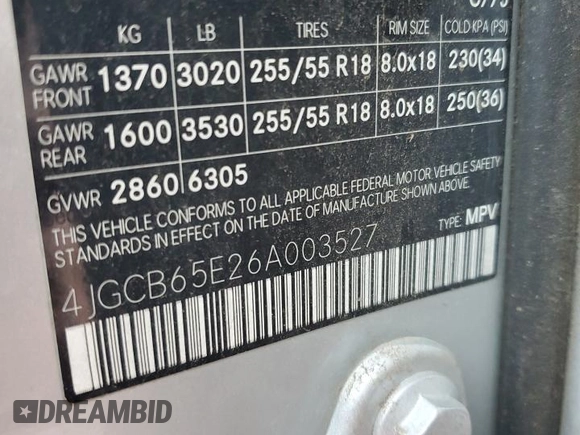 KG LB TIRES RIM SIZE COLD KPA (PSI)
GAWR FRONT 1370 3020 255/55 R18 8.0x18 230(34)
GAWR REAR 1600 3530 255/55 R18 8.0x18 250(36)
GVWR 2860 6305
THIS VEHICLE CONFORMS TO ALL APPLICABLE FEDERAL MOTOR VEHICLE SAFETY
STANDARDS IN EFFECT ON THE DATE OF MANUFACTURE SHOWN ABOVE.
TYPE: MPV
4JGCB65E26A003527
DREAMBID